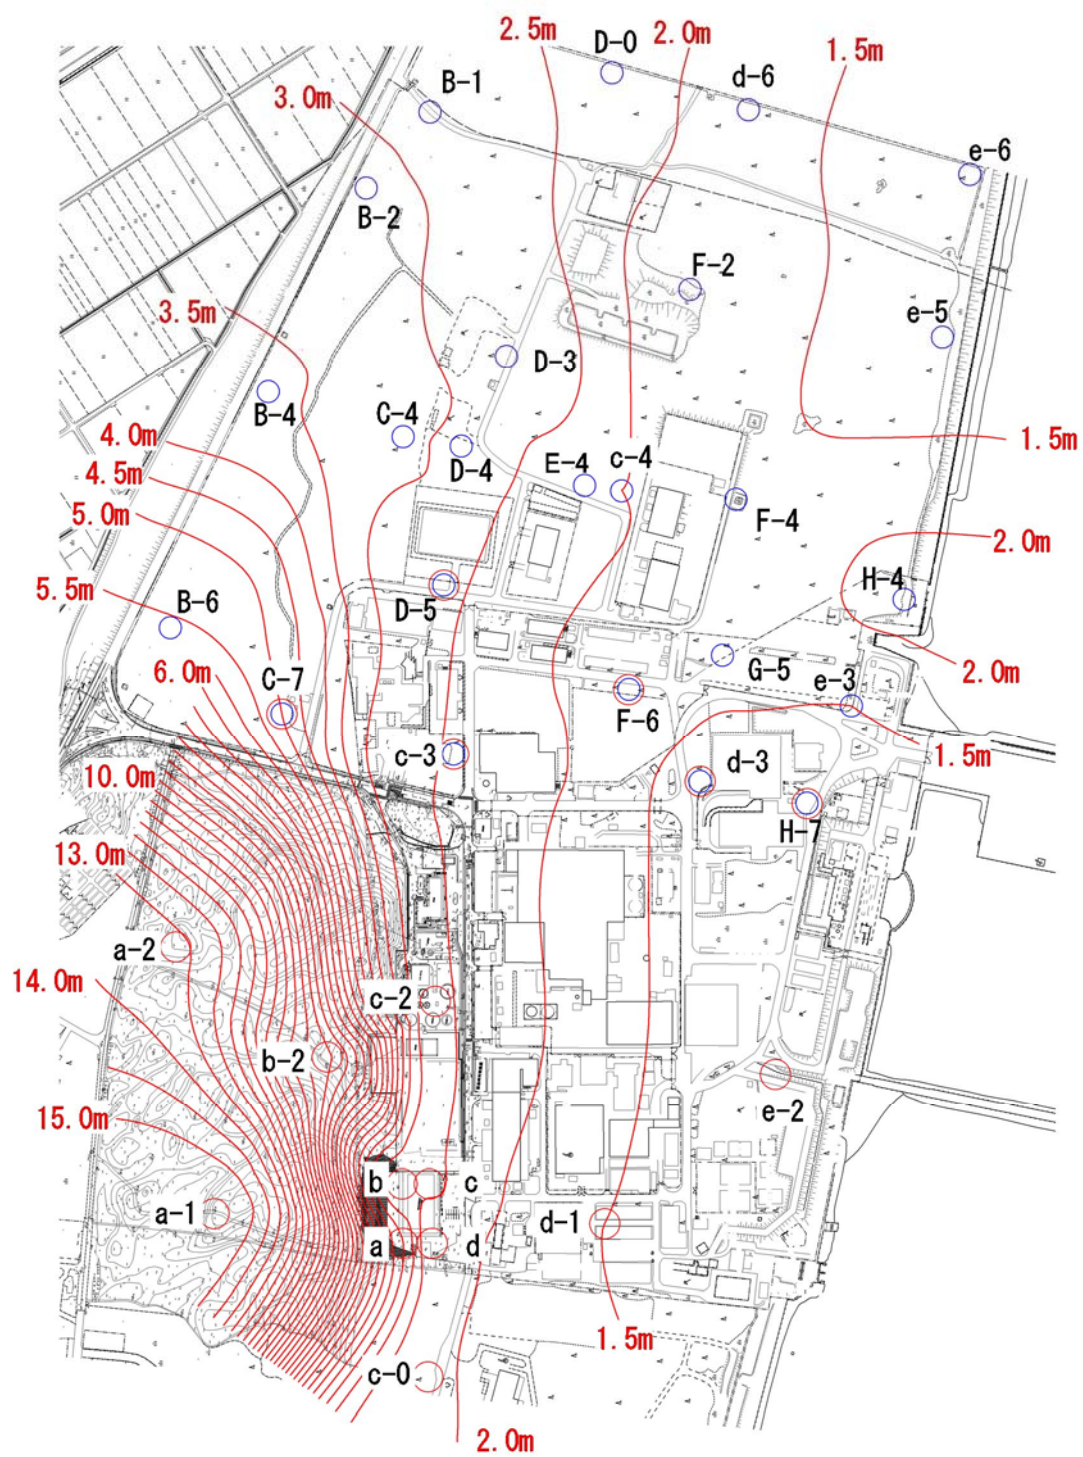 2.5m
D-0
2.0m
1.5m
B-1
d-6
3.0m
e-6
B-2
F-2
3.5m
e-5
D-3
B-4
C-4
4.0m
1.5m
D-4
E-4
c-4
4.5m
5.0m
F-4
2.0m
5.5m
B-6
D-5
H-4
6.0m
C-7
G-5
2.0m
e-3
F-6
c-3
d-3
1.5m
10.0m
H-7
13.0m
a-2
14.0m
c-2
b-2
15.0m
e-2
b
c
a-1
d-1
a
d
1.5m
c-0
2.0m